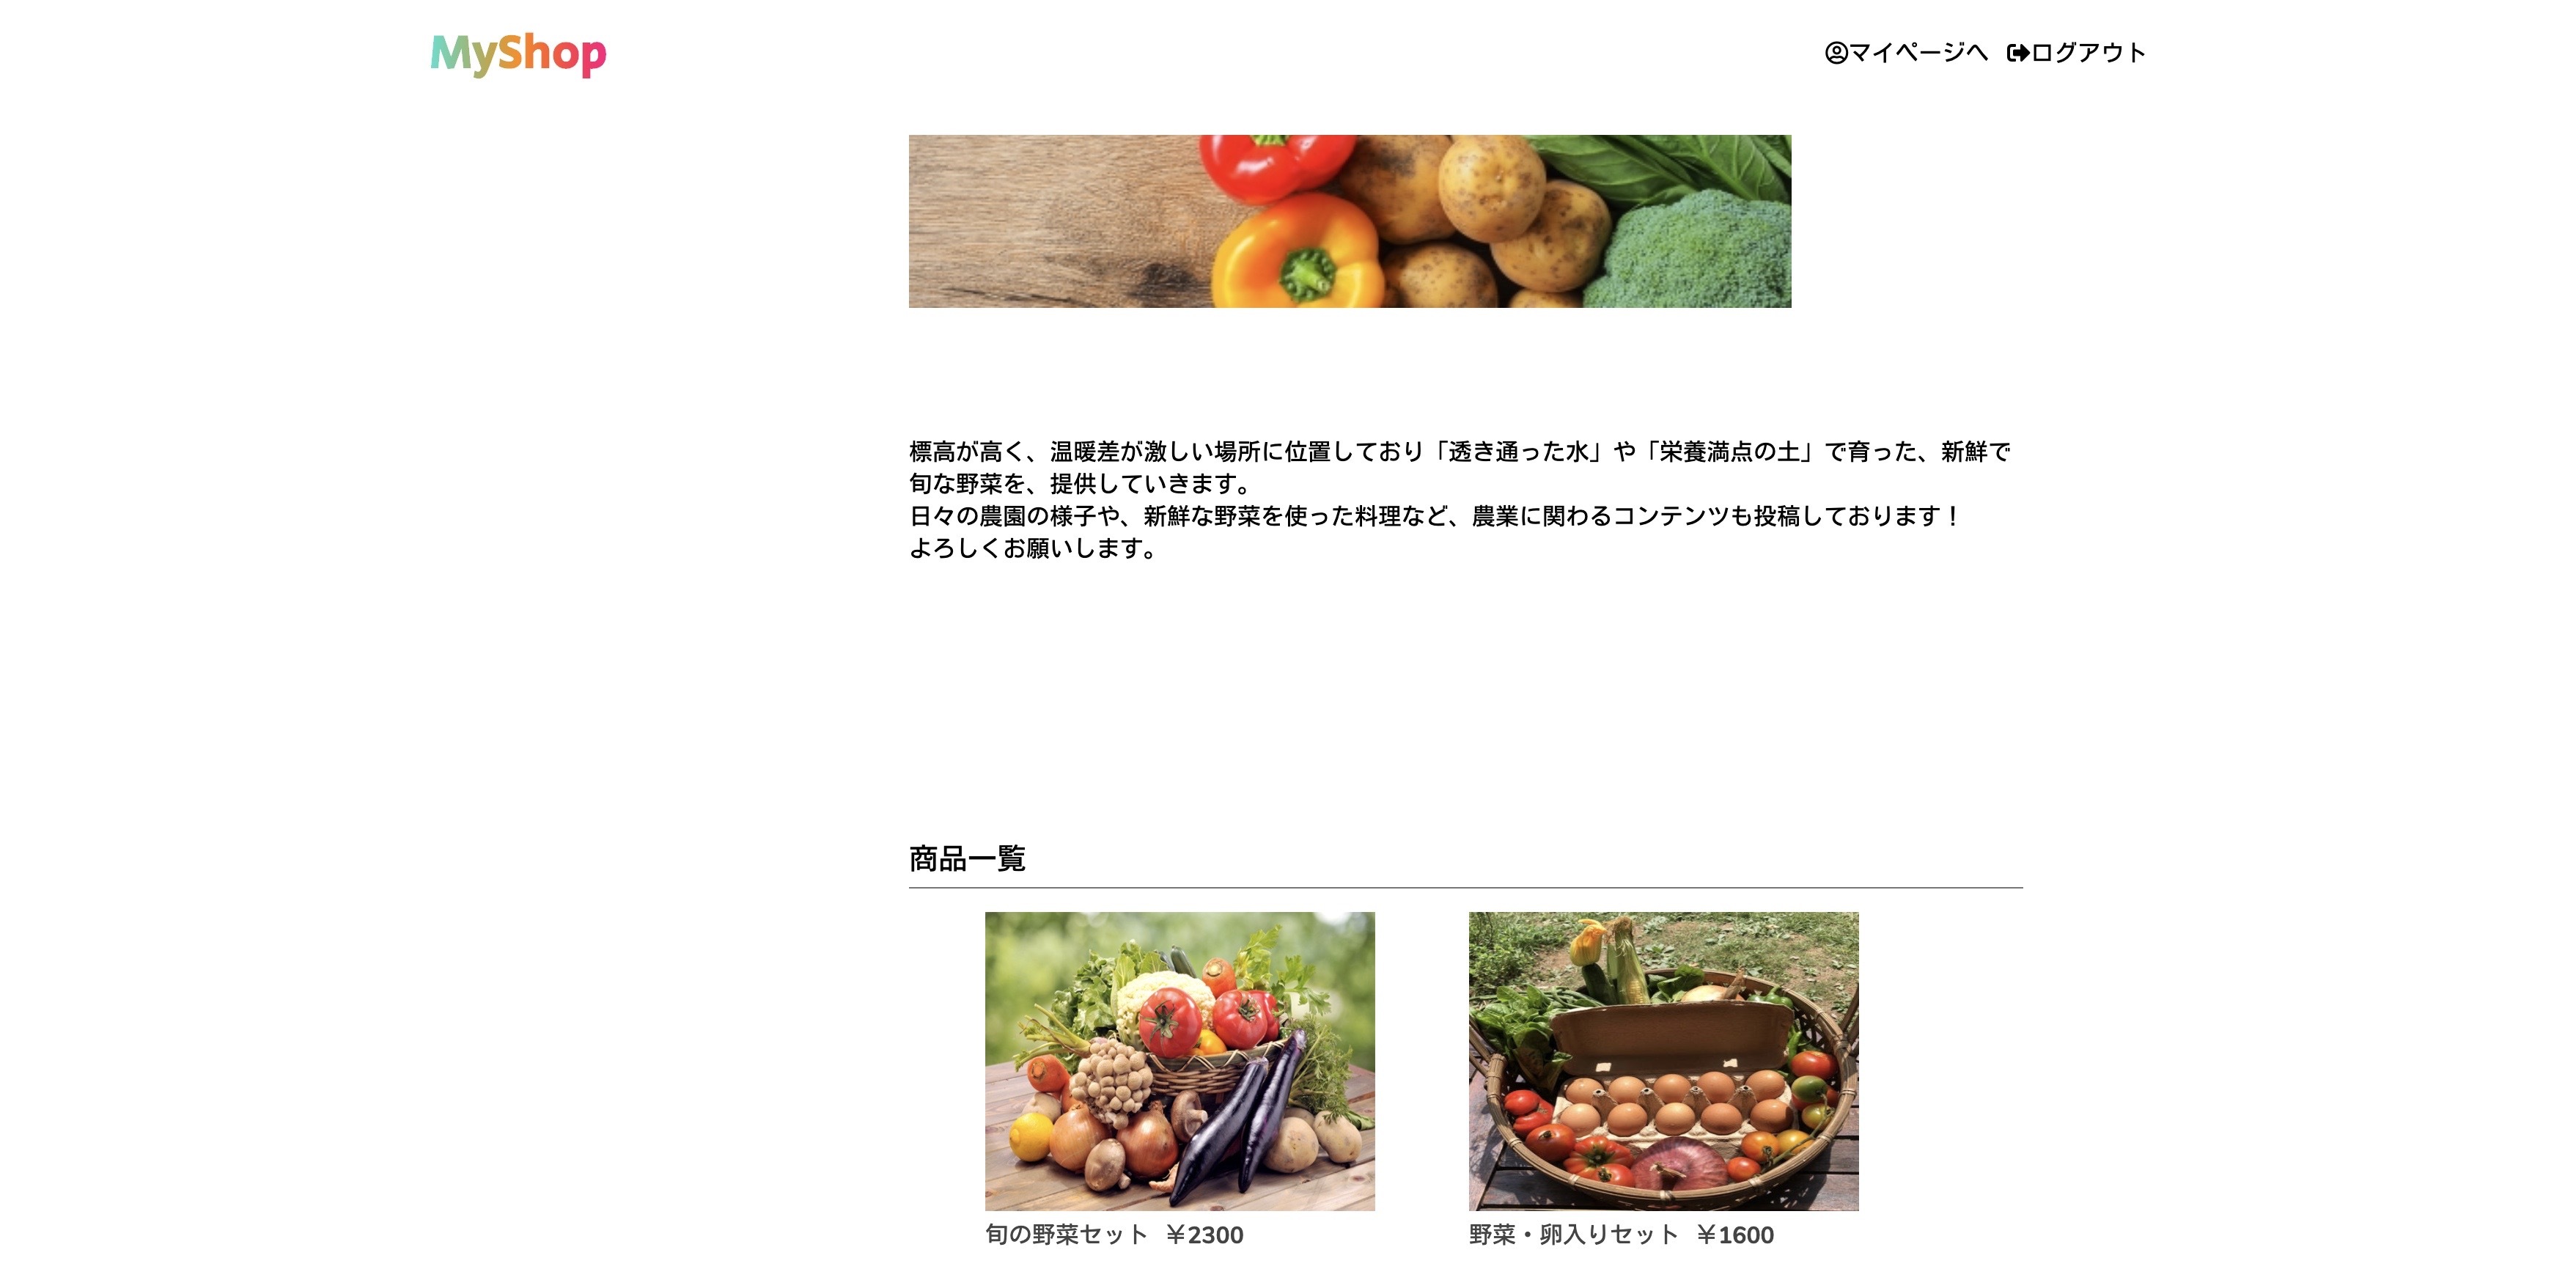 MyShop
マイページへ ログアウト
標高が高く、温暖差が激しい場所に位置しており「透き通った水」や「栄養満点の土」で育った、新鮮で
旬な野菜を、提供していきます。
日々の農園の様子や、新鮮な野菜を使った料理など、農業に関わるコンテンツも投稿しております！
よろしくお願いします。
商品一覧
旬の野菜セット ￥2300
野菜・卵入りセット ￥1600